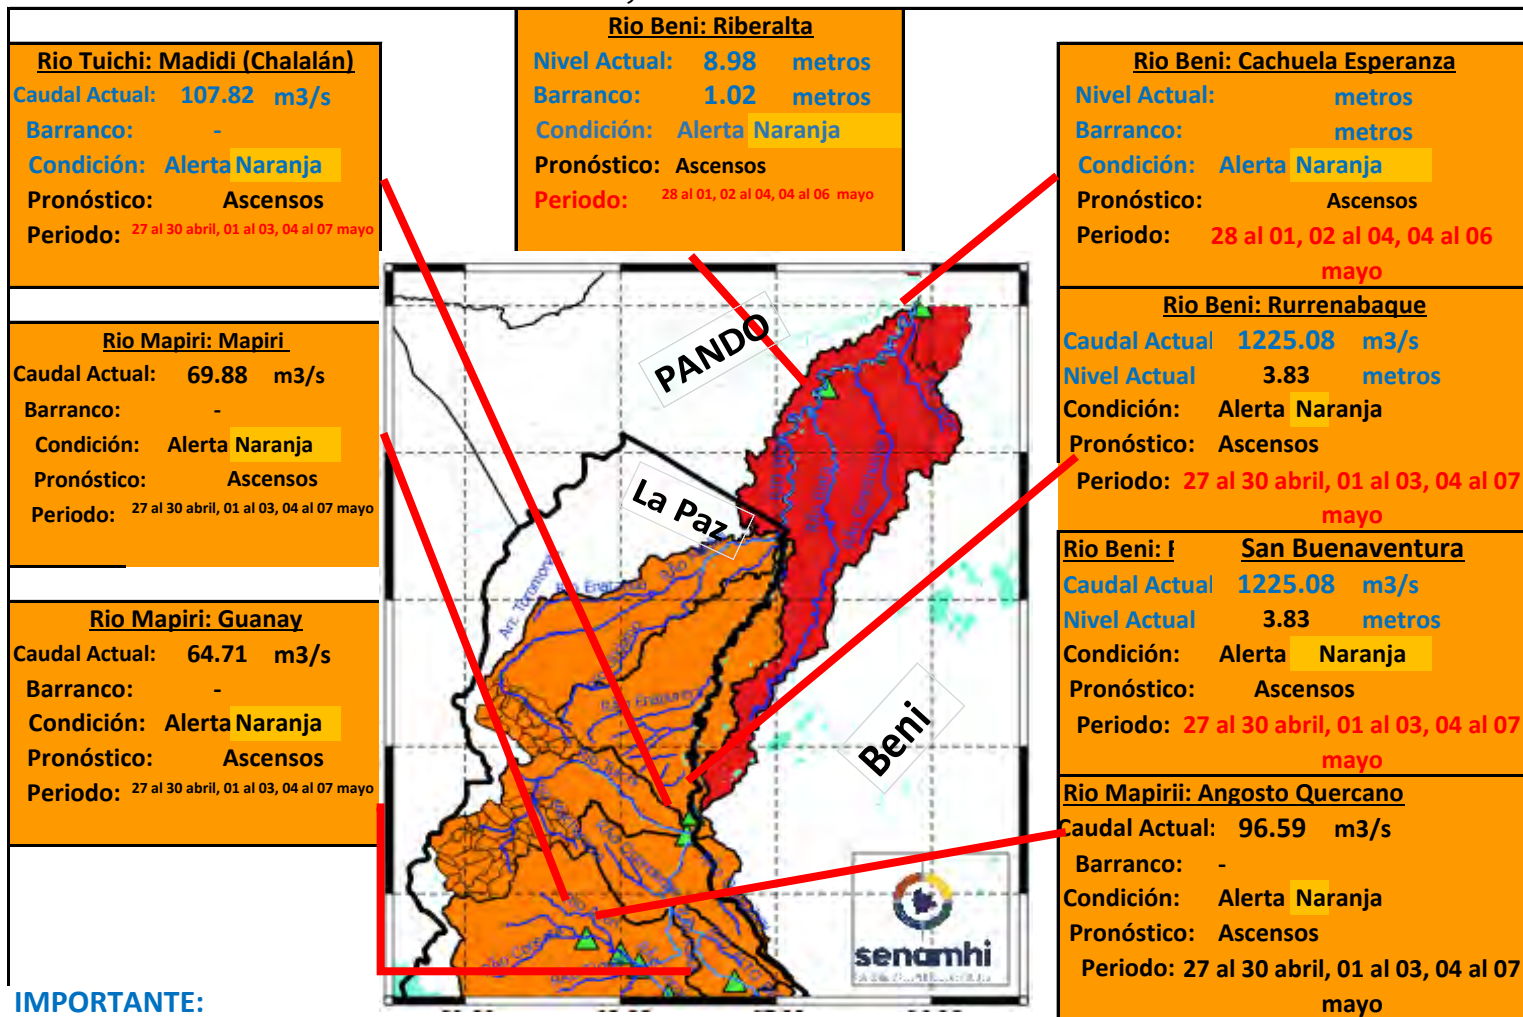 Rio Tuichi: Madidi (Chalalán)
Caudal Actual: 107.82 m3/s
Barranco: -
Condición: Alerta Naranja
Pronóstico: Ascensos
Periodo: 27 al 30 abril, 01 al 03, 04 al 07 mayo
Rio Mapiri: Mapiri
Caudal Actual: 69.88 m3/s
Barranco: -
Condición: Alerta Naranja
Pronóstico: Ascensos
Periodo: 27 al 30 abril, 01 al 03, 04 al 07 mayo
Rio Mapiri: Guanay
Caudal Actual: 64.71 m3/s
Barranco: -
Condición: Alerta Naranja
Pronóstico: Ascensos
Periodo: 27 al 30 abril, 01 al 03, 04 al 07 mayo
Rio Beni: Riberalta
Nivel Actual: 8.98 metros
Barranco: 1.02 metros
Condición: Alerta Naranja
Pronóstico: Ascensos
Periodo: 28 al 01, 02 al 04, 04 al 06 mayo
PANDO
La Paz
Beni
Arr. Toromonas
Rio Tuichi
senamhi
Rio Beni: Cachuela Esperanza
Nivel Actual: metros
Barranco: metros
Condición: Alerta Naranja
Pronóstico: Ascensos
Periodo: 28 al 01, 02 al 04, 04 al 06
mayo
Rio Beni: Rurrenabaque
Caudal Actual 1225.08 m3/s
Nivel Actual 3.83 metros
Condición: Alerta Naranja
Pronóstico: Ascensos
Periodo: 27 al 30 abril, 01 al 03, 04 al 07
mayo
Rio Beni: San Buenaventura
Caudal Actual 1225.08 m3/s
Nivel Actual 3.83 metros
Condición: Alerta Naranja
Pronóstico: Ascensos
Periodo: 27 al 30 abril, 01 al 03, 04 al 07
mayo
Rio Mapirii: Angosto Quercano
Caudal Actual: 96.59 m3/s
Barranco: -
Condición: Alerta Naranja
Pronóstico: Ascensos
Periodo: 27 al 30 abril, 01 al 03, 04 al 07
mayo
IMPORTANTE: